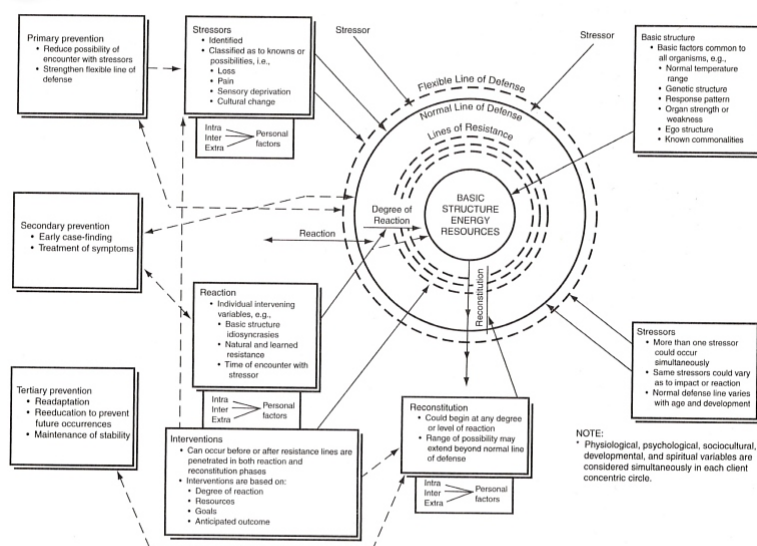 Primary prevention
• Reduce possibility of
encounter with stressors
• Strengthen flexible line of
defense
Stressors
• Identified
• Classified as to knowns or
possibilities, i.e.,
• Loss
• Pain
• Sensory deprivation
• Cultural change
Intra
Inter
Extra
Personal
factors
Stressor
Stressor
Basic structure
• Basic factors common to
all organisms, e.g.,
• Normal temperature
range
• Genetic structure
• Response pattern
• Organ strength or
weakness
• Ego structure
• Known commonalities
Flexible Line of Defense
Normal Line of Defense
Lines of Resistance
BASIC
STRUCTURE
ENERGY
RESOURCES
Degree of
Reaction
Reaction
Reconstitution
Secondary prevention
• Early case-finding
• Treatment of symptoms
Reaction
• Individual intervening
variables, e.g.,
• Basic structure
idiosyncrasies
• Natural and learned
resistance
• Time of encounter with
stressor
Intra
Inter
Extra
Personal
factors
Stressors
• More than one stressor
could occur
simultaneously
• Same stressors could vary
as to impact or reaction
• Normal defense line varies
with age and development
Tertiary prevention
• Readaptation
• Reeducation to prevent
future occurrences
• Maintenance of stability
Interventions
• Can occur before or after resistance lines are
penetrated in both reaction and
reconstitution phases
• Interventions are based on:
• Degree of reaction
• Resources
• Goals
• Anticipated outcome
Reconstitution
• Could begin at any degree
or level of reaction
• Range of possibility may
extend beyond normal line
of defense
Intra
Inter
Extra
Personal
factors
NOTE:
* Physiological, psychological, sociocultural,
developmental, and spiritual variables are
considered simultaneously in each client
concentric circle.